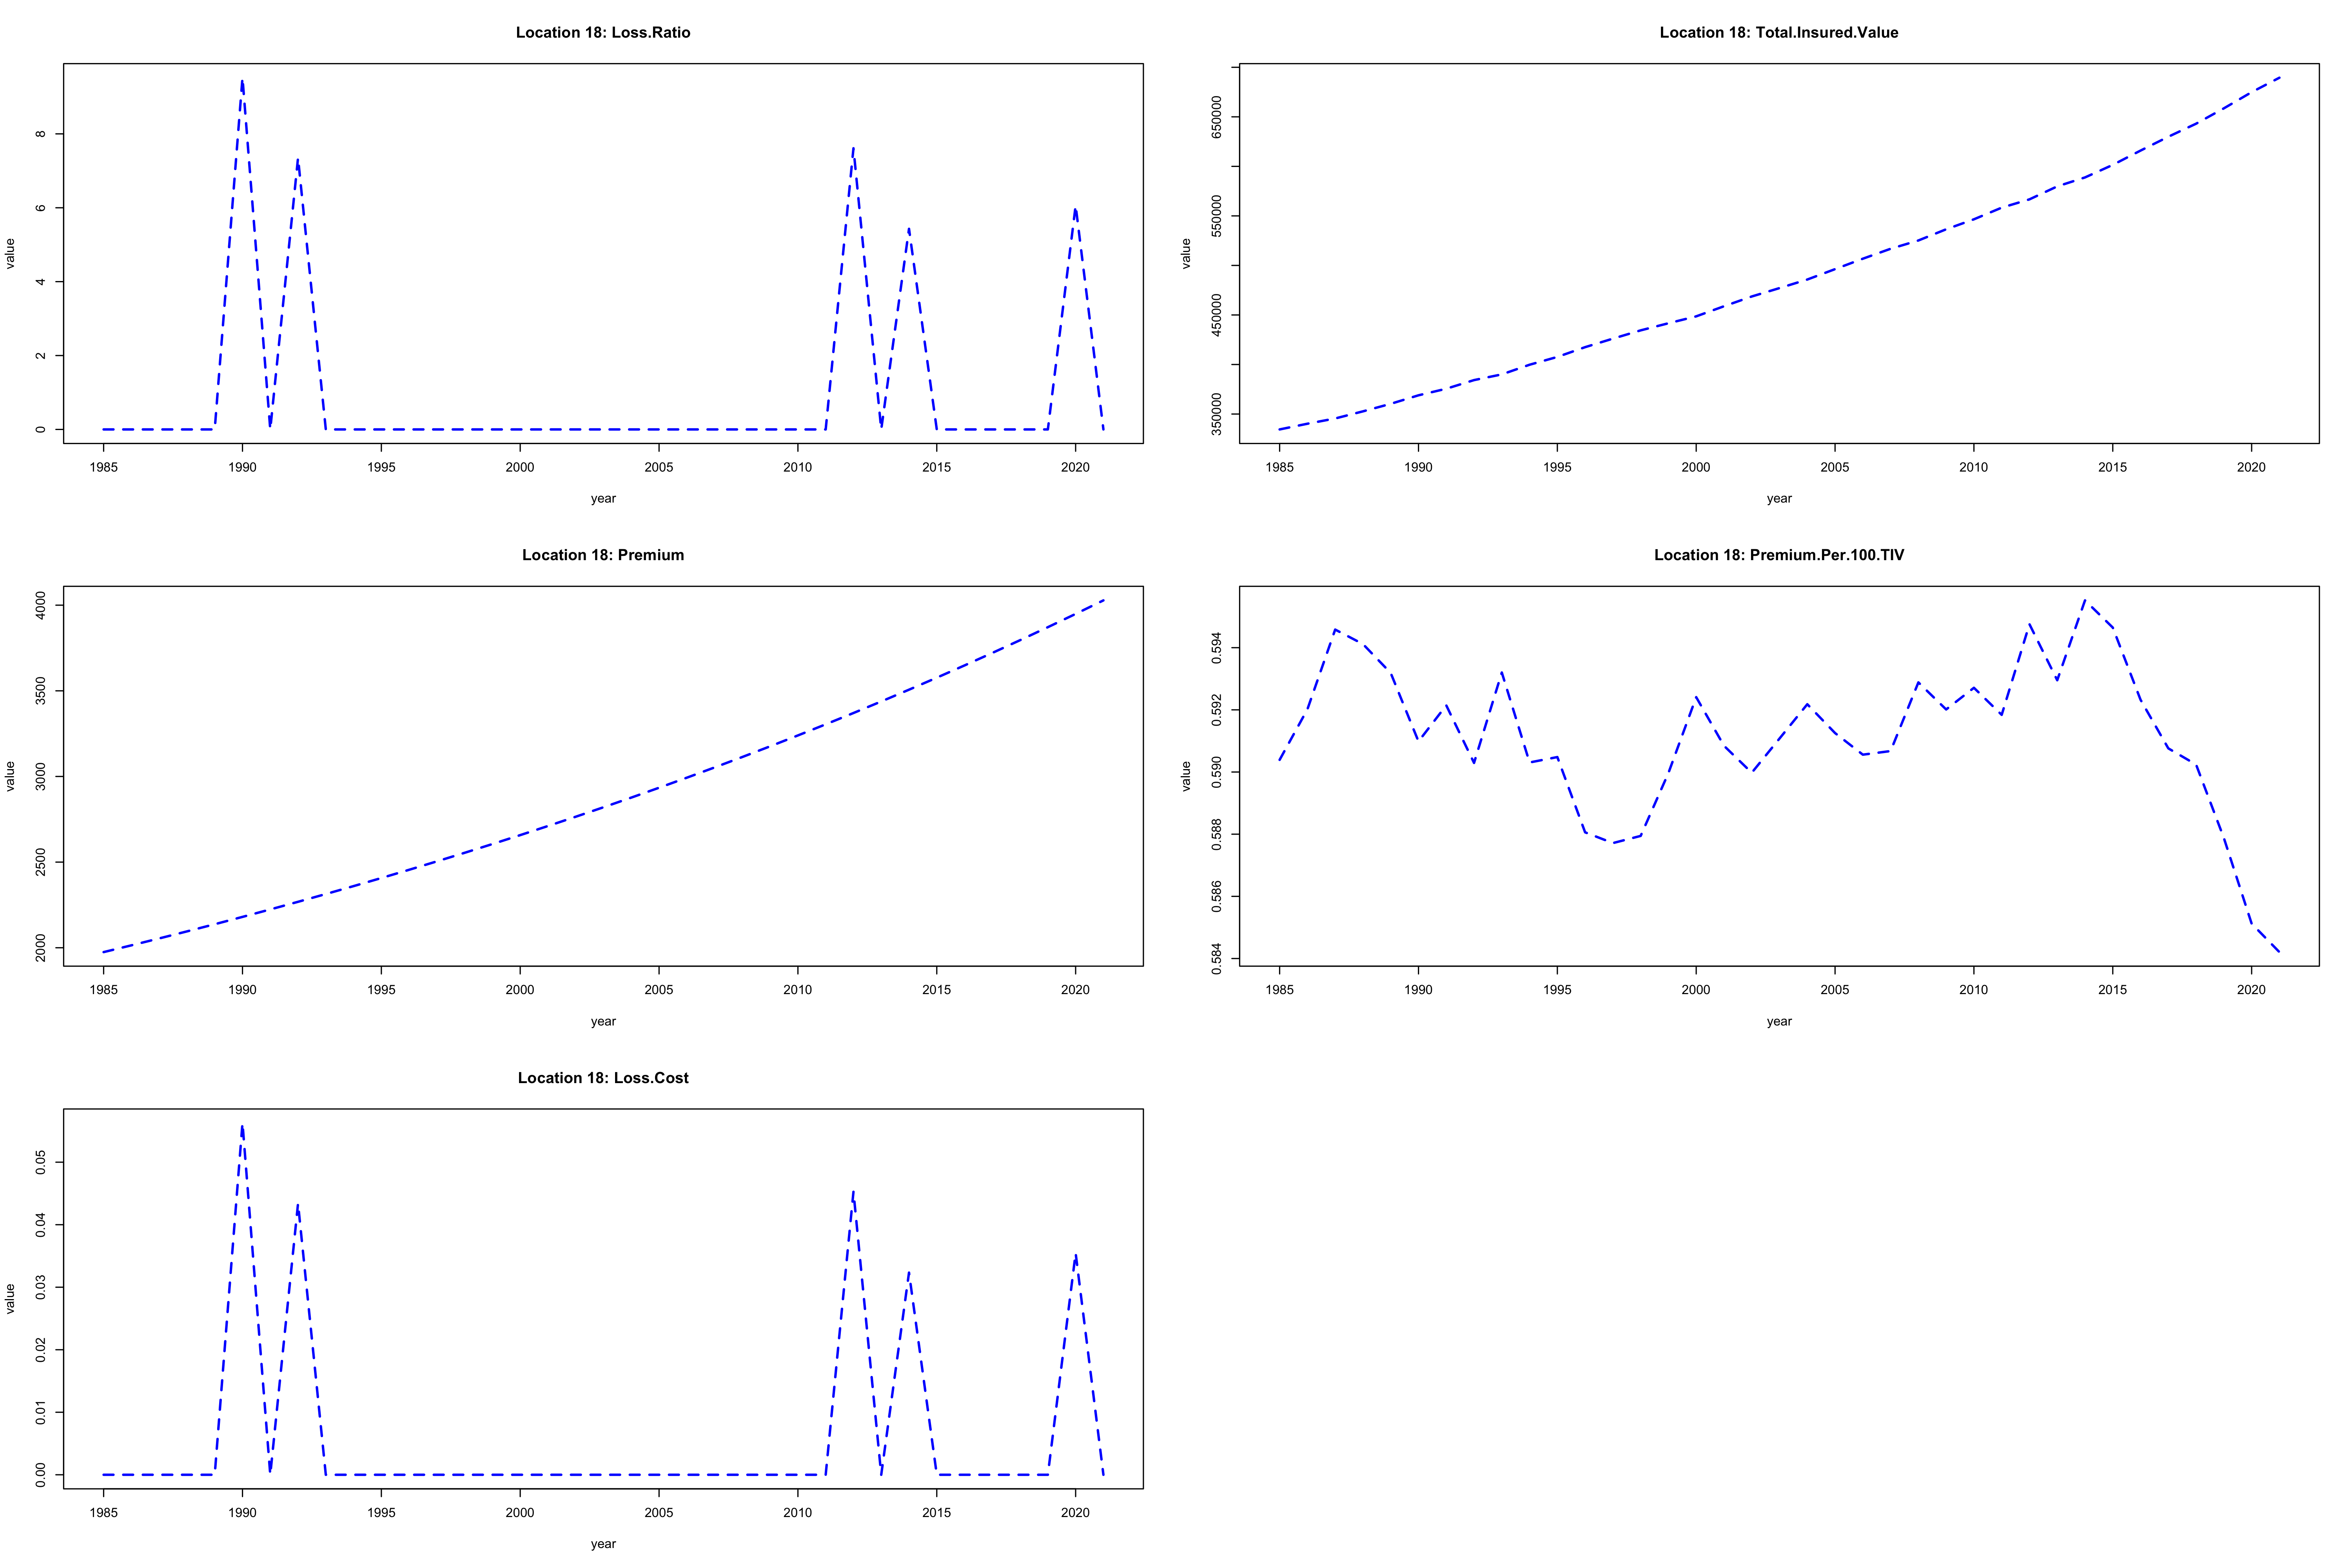 Location 18: Loss.Ratio
value
8
6
4
2
0
1985 1990 1995 2000 2005 2010 2015 2020
year
Location 18: Total.Insured.Value
value
650000
550000
450000
350000
1985 1990 1995 2000 2005 2010 2015 2020
year
Location 18: Premium
value
4000
3500
3000
2500
2000
1985 1990 1995 2000 2005 2010 2015 2020
year
Location 18: Premium.Per.100.TIV
value
0.594
0.592
0.590
0.588
0.586
0.584
1985 1990 1995 2000 2005 2010 2015 2020
year
Location 18: Loss.Cost
value
0.05
0.04
0.03
0.02
0.01
0.00
1985 1990 1995 2000 2005 2010 2015 2020
year